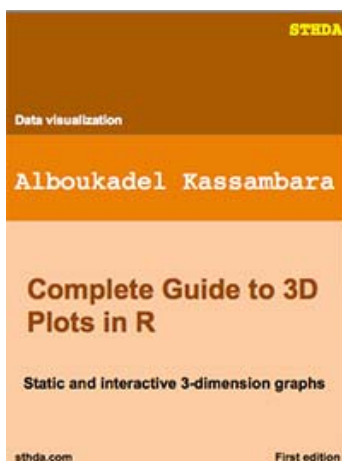 STHDA
Data visualization
Alboukadel Kassambara
Complete Guide to 3D
Plots in R
Static and interactive 3-dimension graphs
sthda.com First edition